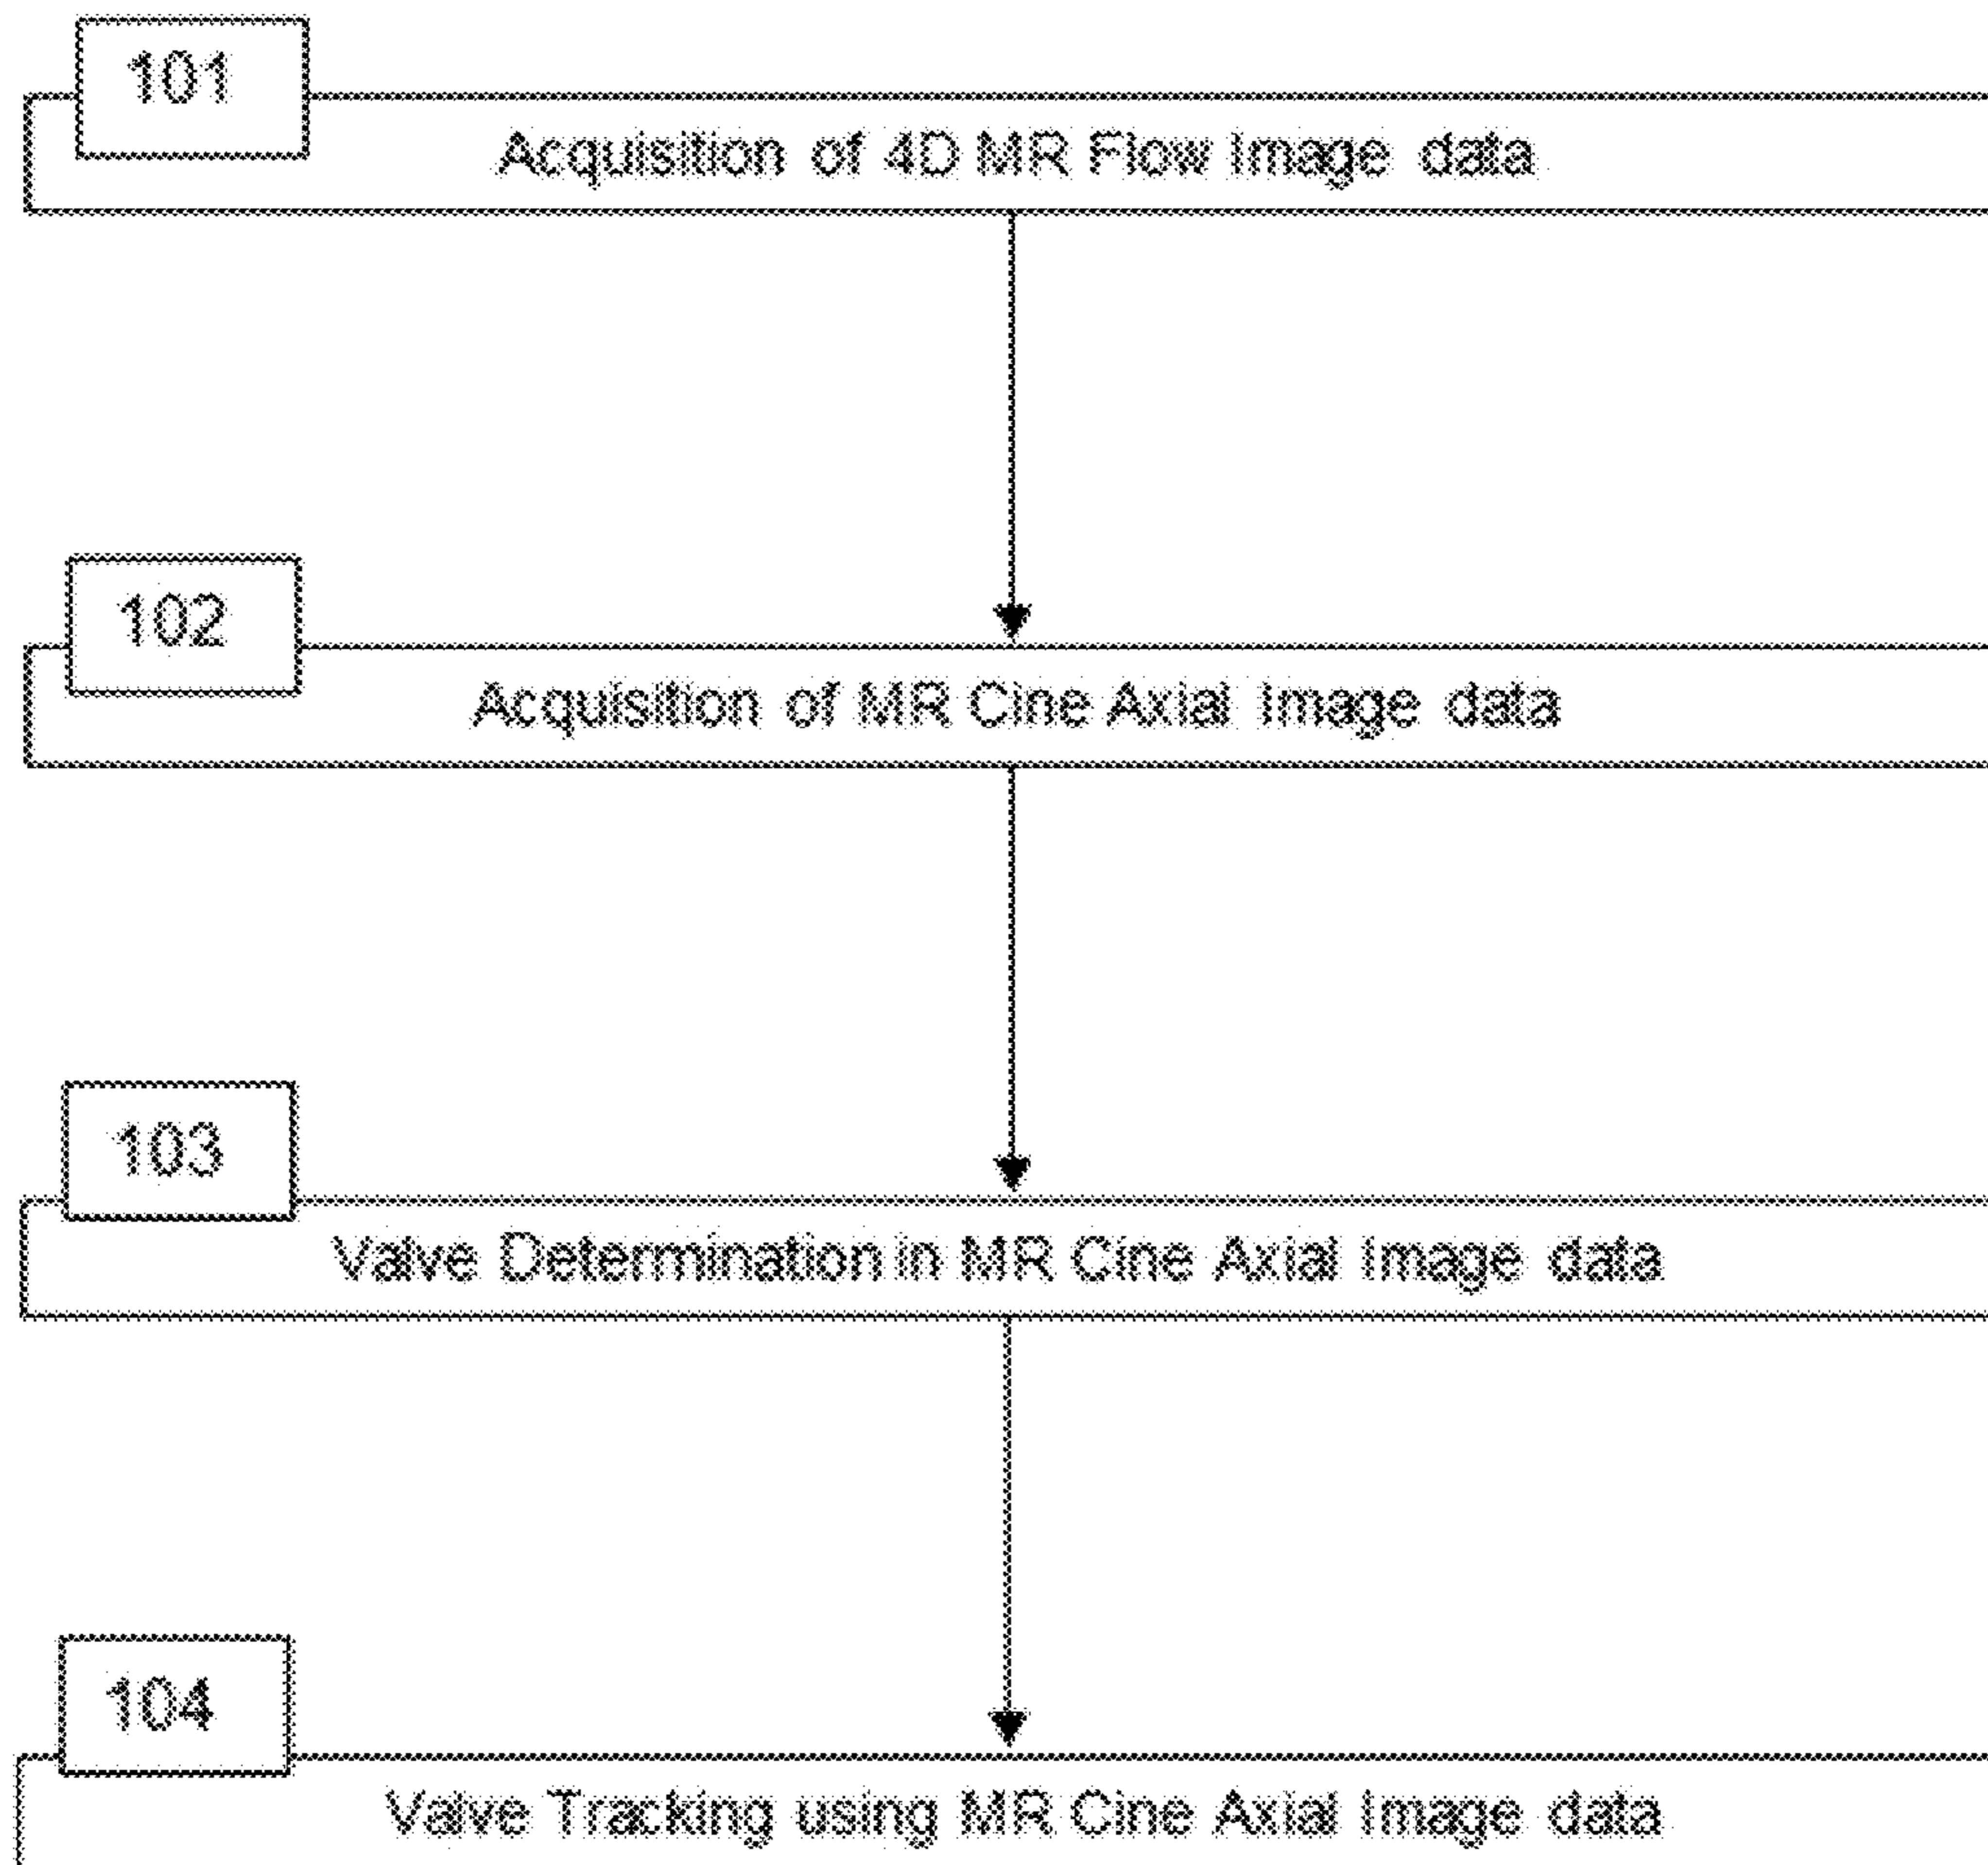 101
Acquisition of 4D MR Flow Image data
102
Acquisition of MR Cine Axial Image data
103
Valve Determination in MR Cine Axial Image data
104
Valve Tracking using MR Cine Axial Image data